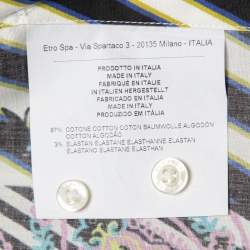 Etro Spa - Via Spartaco 3 - 20135 Milano - ITALIA
PRODOTTO IN ITALIA
MADE IN ITALY
FABRIQUÉ EN ITALIE
IN ITALIEN HERGESTELLT
FABRICADO EN ITALIA
MADE IN ITALY
PRODUZIDO EM ITÁLIA
97% COTONE COTTON COTON BAUMWOLLE ALGODÓN
COTTON ALGODÃO
3% ELASTAN ELASTANE ELASTHANNE ELASTAN
ELASTANO ELASTANE ELASTHAN